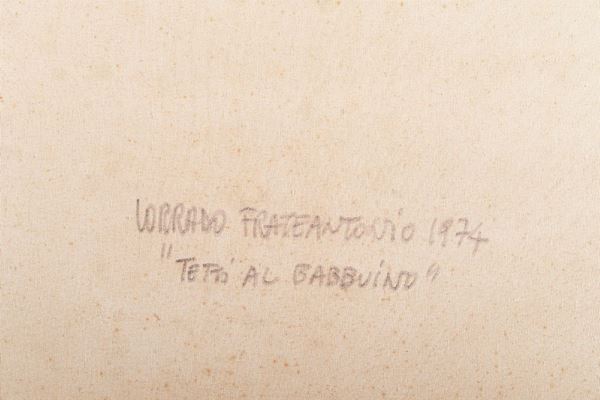 CORRADO FRATEANTONIO 1974
"TETTI AL BABBUINO"